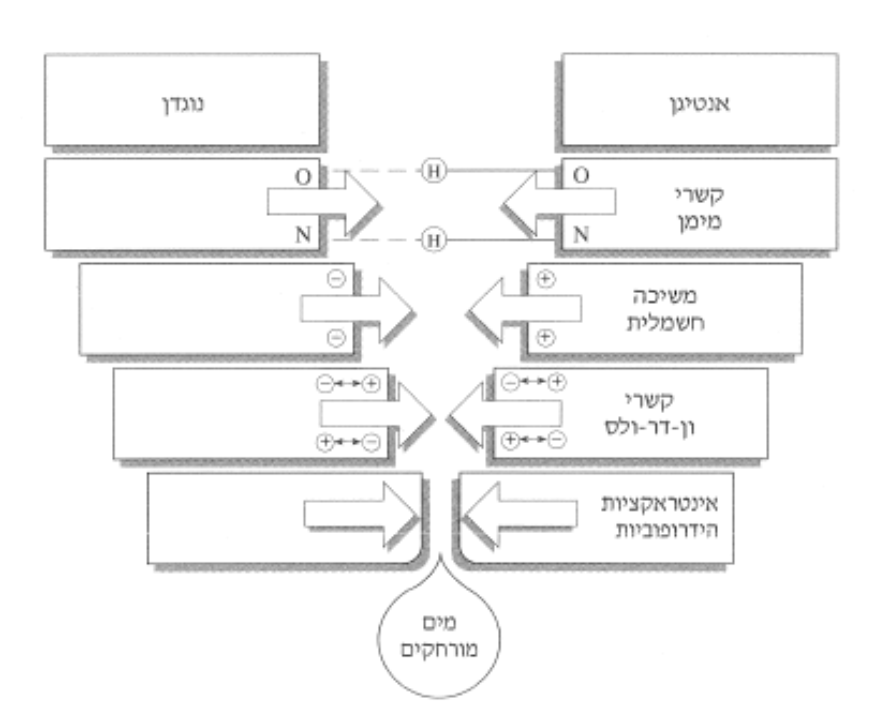 אנטיגן
נוגדן
O
H
O
קשרי
מימן
N
H
N
משיכה
חשמלית
⊕ ⊖
⊕ ⊖
קשרי
ון-דר-ולס
⊖↔⊕ ⊖↔⊕
⊕↔⊖ ⊕↔⊖
אינטראקציות
הידרופוביות
מים
מורחקים